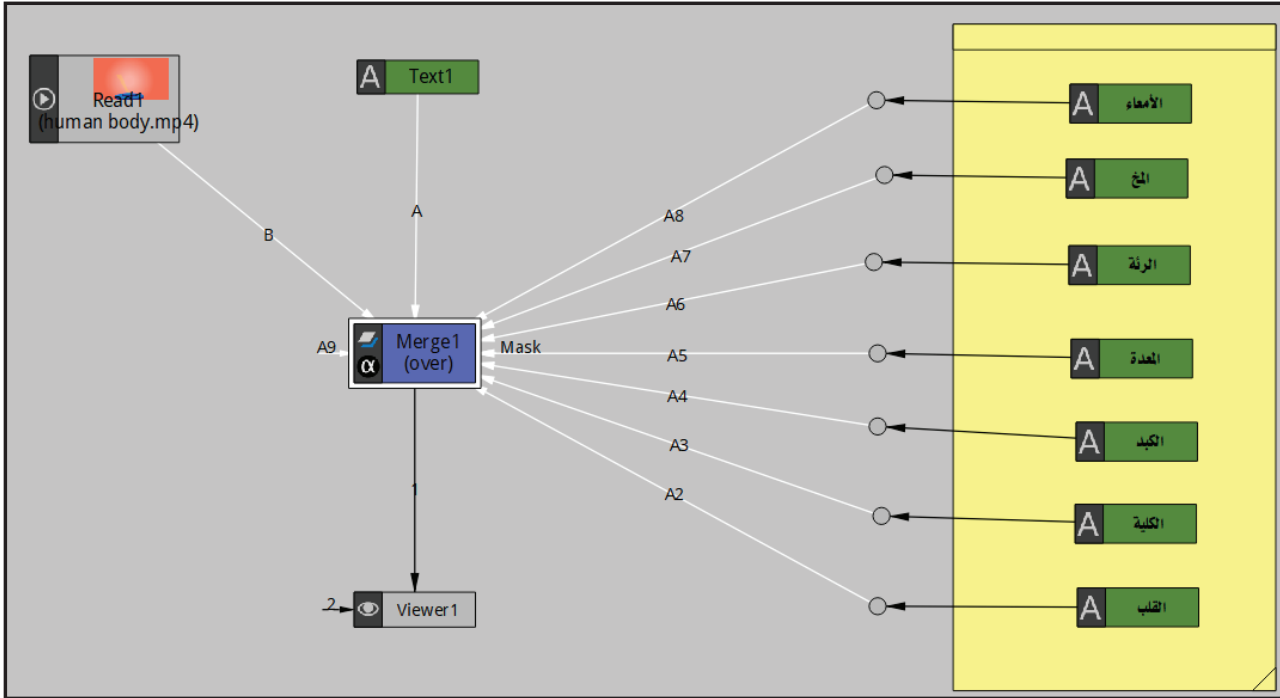 Read1
(human body.mp4)
A Text1
A الأمعاء
A المخ
A الرئة
A المعدة
A الكبد
A الكلية
A القلب
B
A
A8
A7
A6
A5
A4
A3
A2
A9
Merge1
(over)
α
Mask
1
2
Viewer1